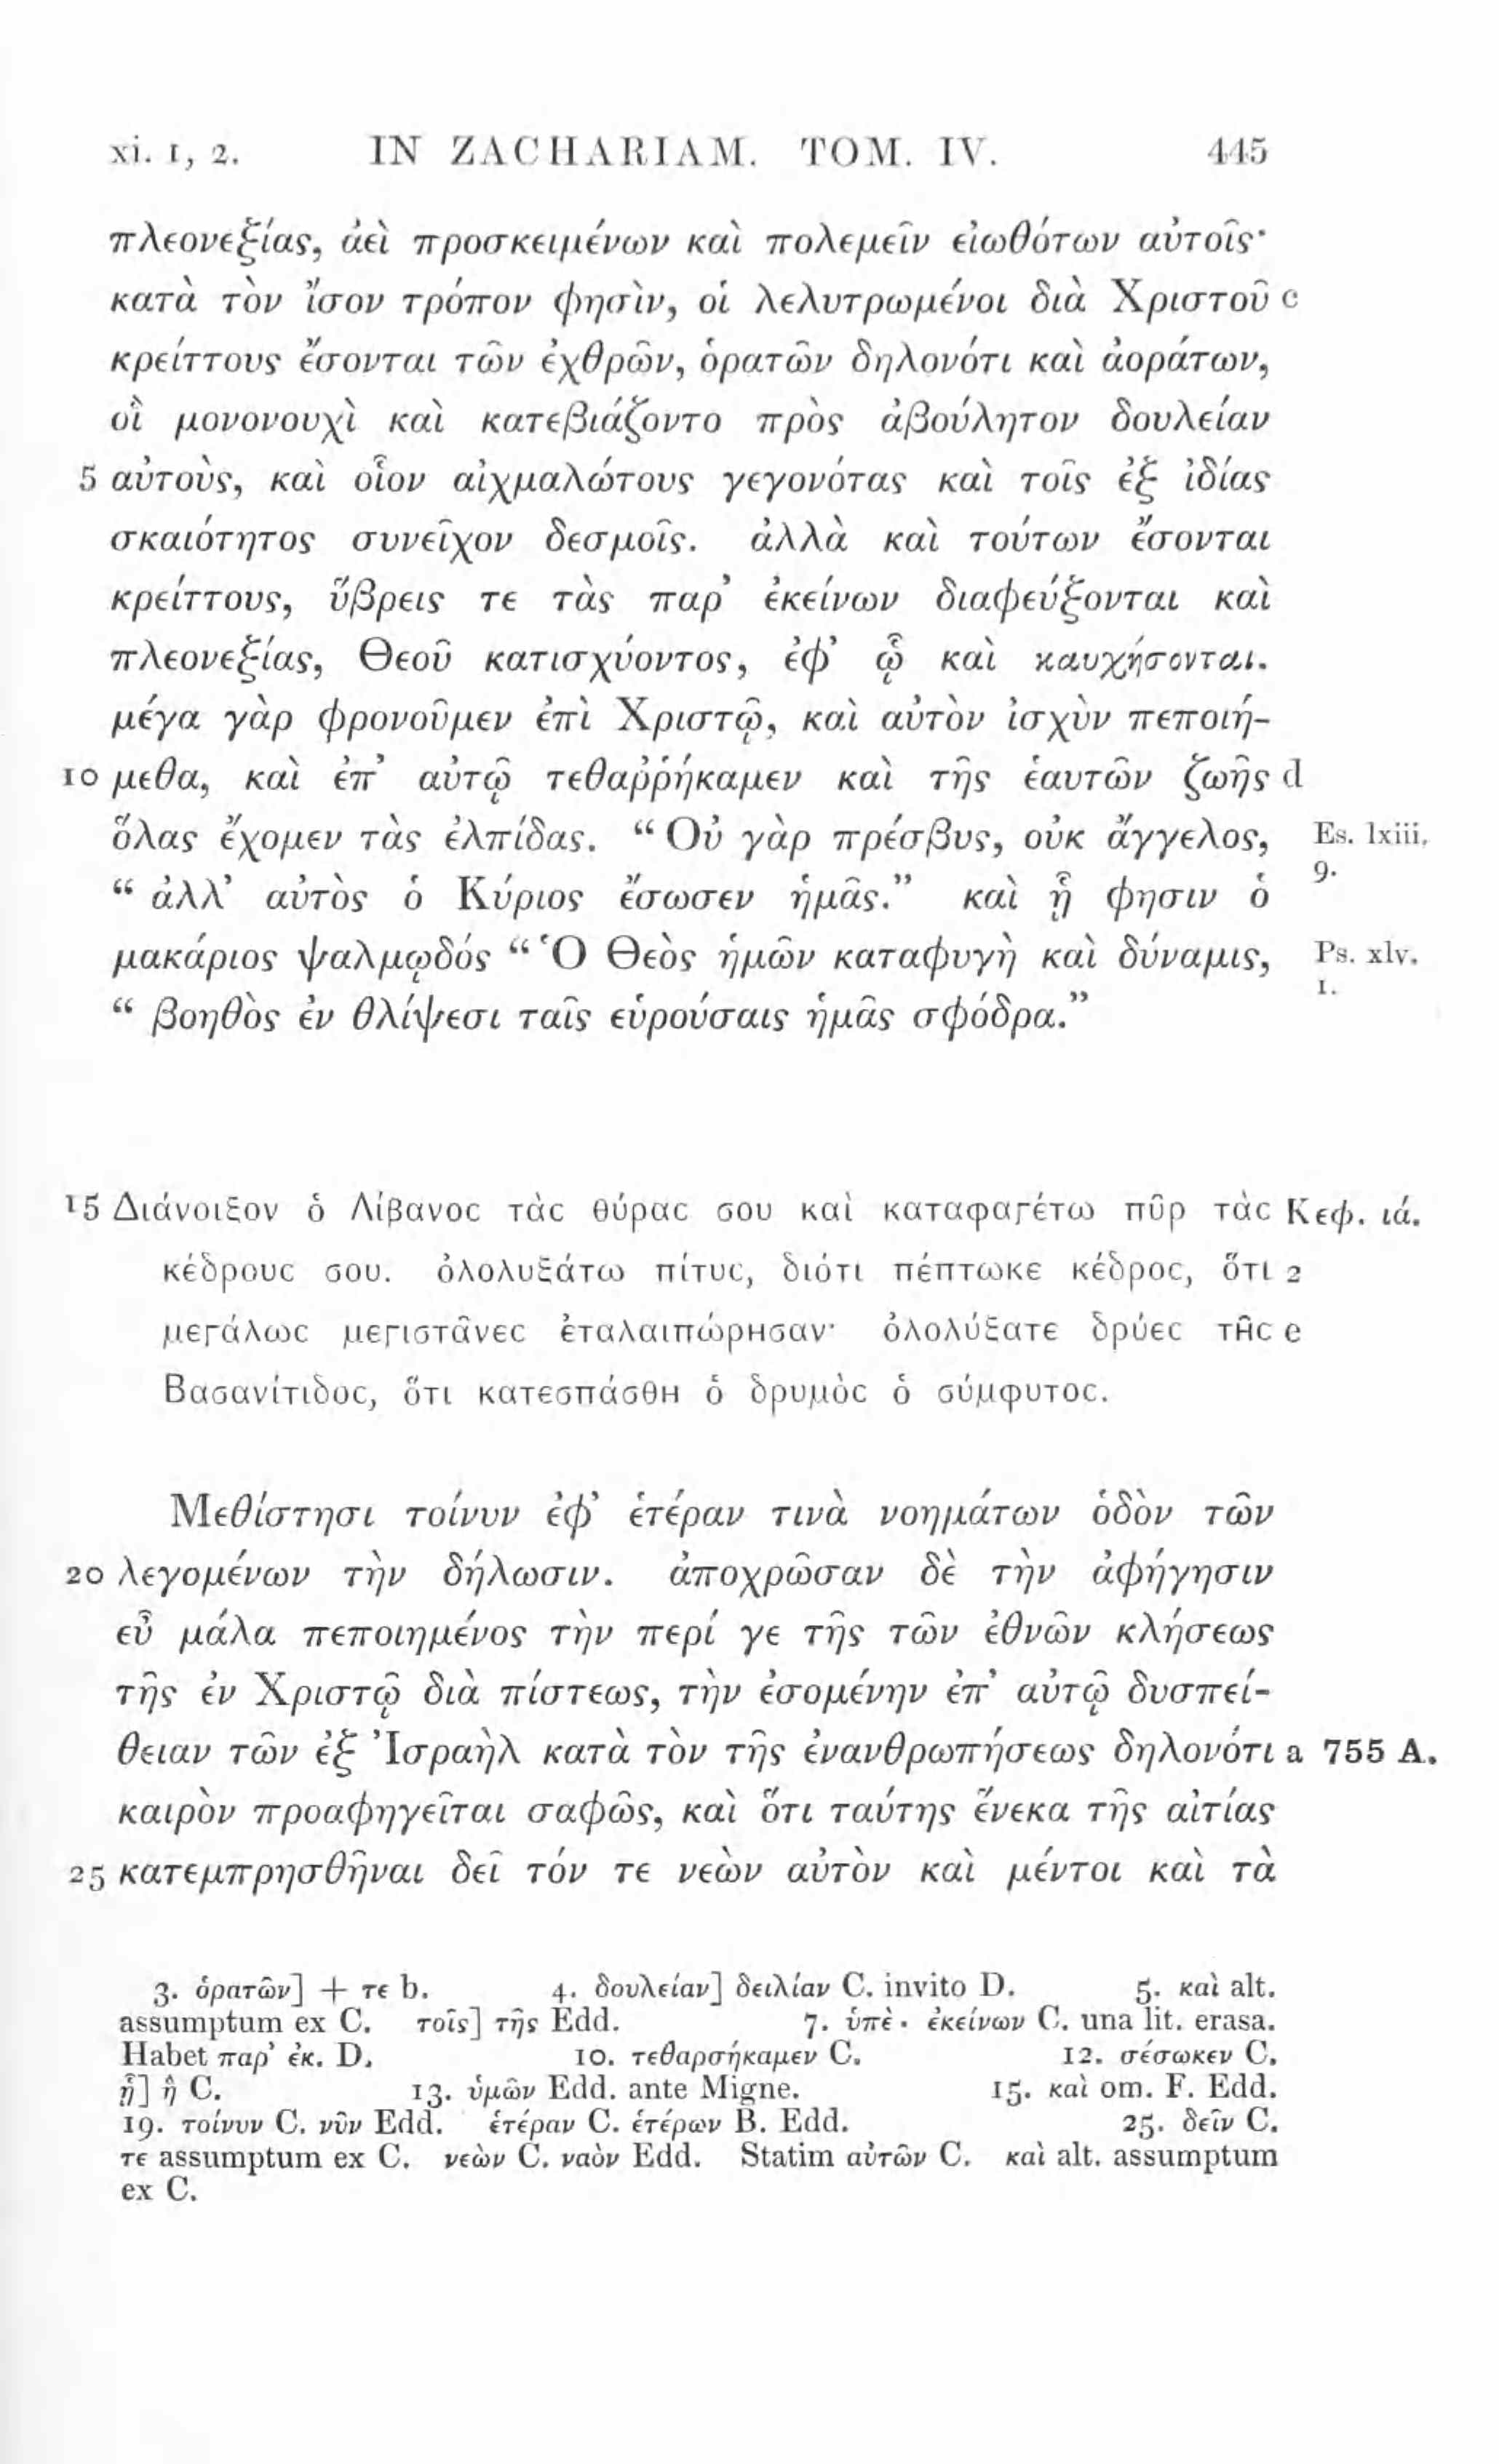 xi. 1, 2. IN ZACHARIAM. TOM. IV. 445
πλεονεξίας, ἀεὶ προσκειμένων καὶ πολεμεῖν εἰωθότων αὐτοῖς·
κατὰ τὸν ἴσον τρόπον φησὶν, οἱ λελυτρωμένοι διὰ Χριστοῦ c
κρείττους ἔσονται τῶν ἐχθρῶν, ὁρατῶν δηλονότι καὶ ἀοράτων,
οἳ μονονουχὶ καὶ κατεβιάζοντο πρὸς ἀβούλητον δουλείαν
5 αὐτοὺς, καὶ οἷον αἰχμαλώτους γεγονότας καὶ τοῖς ἐξ ἰδίας
σκαιότητος συνεῖχον δεσμοῖς. ἀλλὰ καὶ τούτων ἔσονται
κρείττους, ὕβρεις τε τὰς παρ' ἐκείνων διαφεύξονται καὶ
πλεονεξίας, Θεοῦ κατισχύοντος, ἐφ' ᾧ καὶ καυχήσονται.
μέγα γὰρ φρονοῦμεν ἐπὶ Χριστῷ, καὶ αὐτὸν ἰσχὺν πεποιή-
10 μεθα, καὶ ἐπ' αὐτῷ τεθαῤῥήκαμεν καὶ τῆς ἑαυτῶν ζωῆς d
ὅλας ἔχομεν τὰς ἐλπίδας. “ Οὐ γὰρ πρέσβυς, οὐκ ἄγγελος, Es. lxiii.
“ ἀλλ' αὐτὸς ὁ Κύριος ἔσωσεν ἡμᾶς.” καὶ ᾗ φησιν ὁ 9.
μακάριος ψαλμῳδός “ Ὁ Θεὸς ἡμῶν καταφυγὴ καὶ δύναμις, Ps. xlv.
“ βοηθὸς ἐν θλίψεσι ταῖς εὑρούσαις ἡμᾶς σφόδρα.” 1.
15 Διάνοιξον ὁ Λίβανος τὰς θύρας σου καὶ καταφαγέτω πῦρ τὰς Κεφ. ιά.
κέδρους σου. ὀλολυξάτω πίτυς, διότι πέπτωκε κέδρος, ὅτι 2
μεγάλως μεγιστᾶνες ἐταλαιπώρησαν· ὀλολύξατε δρύες τῆς e
Βασανίτιδος, ὅτι κατεσπάσθη ὁ δρυμὸς ὁ σύμφυτος.
Μεθίστησι τοίνυν ἐφ' ἑτέραν τινὰ νοημάτων ὁδὸν τῶν
20 λεγομένων τὴν δήλωσιν. ἀποχρῶσαν δὲ τὴν ἀφήγησιν
εὖ μάλα πεποιημένος τὴν περί γε τῆς τῶν ἐθνῶν κλήσεως
τῆς ἐν Χριστῷ διὰ πίστεως, τὴν ἐσομένην ἐπ' αὐτῷ δυσπεί-
θειαν τῶν ἐξ Ἰσραὴλ κατὰ τὸν τῆς ἐνανθρωπήσεως δηλονότι a 755 A.
καιρὸν προαφηγεῖται σαφῶς, καὶ ὅτι ταύτης ἕνεκα τῆς αἰτίας
25 κατεμπρησθῆναι δεῖ τόν τε νεὼν αὐτὸν καὶ μέντοι καὶ τὰ
3. ὁρατῶν] + τε b. 4. δουλείαν] δειλίαν C. invito D. 5. καὶ alt.
assumptum ex C. τοῖς] τῆς Edd. 7. ὑπὲ· ἐκείνων C. una lit. erasa.
Habet παρ' ἐκ. D. 10. τεθαρσήκαμεν C. 12. σέσωκεν C.
ᾗ] ἢ C. 13. ὑμῶν Edd. ante Migne. 15. καὶ om. F. Edd.
19. τοίνυν C. νῦν Edd. ἑτέραν C. ἑτέρων B. Edd. 25. δεῖν C.
τε assumptum ex C. νεὼν C. ναὸν Edd. Statim αὐτῶν C. καὶ alt. assumptum
ex C.